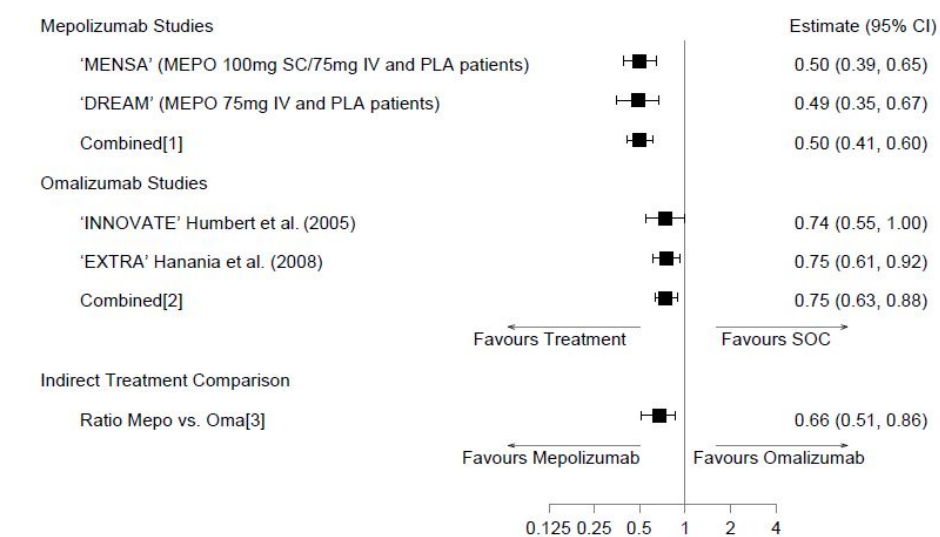 Mepolizumab Studies Estimate (95% CI)
‘MENSA’ (MEPO 100mg SC/75mg IV and PLA patients) 0.50 (0.39, 0.65)
‘DREAM’ (MEPO 75mg IV and PLA patients) 0.49 (0.35, 0.67)
Combined[1] 0.50 (0.41, 0.60)
Omalizumab Studies
‘INNOVATE’ Humbert et al. (2005) 0.74 (0.55, 1.00)
‘EXTRA’ Hanania et al. (2008) 0.75 (0.61, 0.92)
Combined[2] 0.75 (0.63, 0.88)
Favours Treatment Favours SOC
Indirect Treatment Comparison
Ratio Mepo vs. Oma[3] 0.66 (0.51, 0.86)
Favours Mepolizumab Favours Omalizumab
0.125 0.25 0.5 1 2 4